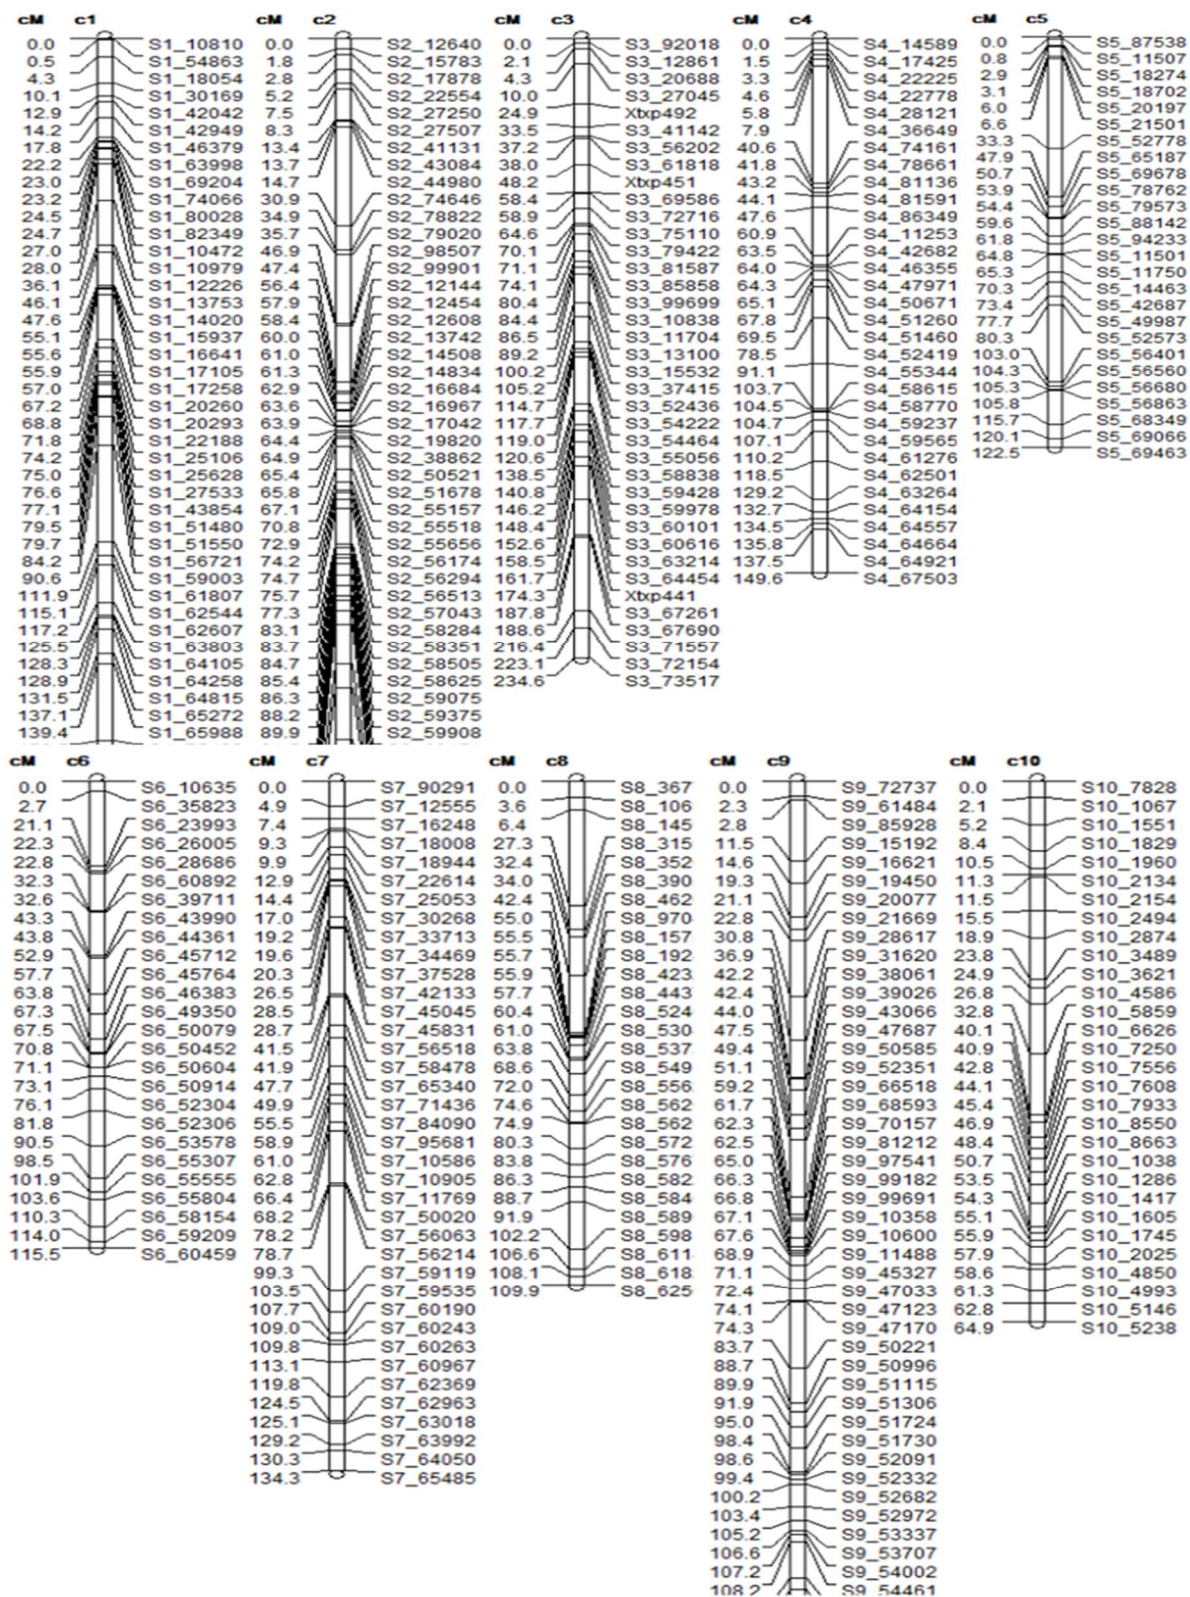 cM c1
0.0 S1_10810
0.5 S1_54863
4.3 S1_18054
10.1 S1_30169
12.9 S1_42042
14.2 S1_42949
17.8 S1_46379
22.2 S1_63998
23.0 S1_69204
23.2 S1_74066
24.5 S1_80028
24.7 S1_82349
27.0 S1_10472
28.0 S1_10979
36.1 S1_12226
46.1 S1_13753
47.6 S1_14020
55.1 S1_15937
55.6 S1_16641
55.9 S1_17105
57.0 S1_17258
67.2 S1_20260
68.8 S1_20293
71.8 S1_22188
74.2 S1_25106
75.0 S1_25628
76.6 S1_27533
77.1 S1_43854
79.5 S1_51480
79.7 S1_51550
84.2 S1_56721
90.6 S1_59003
111.9 S1_61807
115.1 S1_62544
117.2 S1_62607
125.5 S1_63803
128.3 S1_64105
128.9 S1_64258
131.5 S1_64815
137.1 S1_65272
139.4 S1_65988
cM c2
0.0 S2_12640
1.8 S2_15783
2.8 S2_17878
5.2 S2_22554
7.5 S2_27250
8.3 S2_27507
13.4 S2_41131
13.7 S2_43084
14.7 S2_44980
30.9 S2_74646
34.9 S2_78822
35.7 S2_79020
46.9 S2_98507
47.4 S2_99901
56.4 S2_12144
57.9 S2_12454
58.4 S2_12608
60.0 S2_13742
61.0 S2_14508
61.3 S2_14834
62.9 S2_16684
63.6 S2_16967
63.9 S2_17042
64.4 S2_19820
64.9 S2_38862
65.4 S2_50521
65.8 S2_51678
67.1 S2_55157
70.8 S2_55518
72.9 S2_55656
74.2 S2_56174
74.7 S2_56294
75.7 S2_56513
77.3 S2_57043
83.1 S2_58284
83.7 S2_58351
84.7 S2_58505
85.4 S2_58625
86.3 S2_59075
88.2 S2_59375
89.9 S2_59908
cM c3
0.0 S3_92018
2.1 S3_12861
4.3 S3_20688
10.0 S3_27045
24.9 Xtxp492
33.5 S3_41142
37.2 S3_56202
38.0 S3_61818
48.2 Xtxp451
58.4 S3_69586
58.9 S3_72716
64.6 S3_75110
70.1 S3_79422
71.1 S3_81587
74.1 S3_85858
80.4 S3_99699
84.4 S3_10838
86.5 S3_11704
89.2 S3_13100
100.2 S3_15532
105.2 S3_37415
114.7 S3_52436
117.7 S3_54222
119.0 S3_54464
120.6 S3_55056
138.5 S3_58838
140.8 S3_59428
146.2 S3_59978
148.4 S3_60101
152.6 S3_60616
158.5 S3_63214
161.7 S3_64454
174.3 Xtxp441
187.8 S3_67261
188.6 S3_67690
216.4 S3_71557
223.1 S3_72154
234.6 S3_73517
cM c4
0.0 S4_14589
1.5 S4_17425
3.3 S4_22225
4.6 S4_22778
5.8 S4_28121
7.9 S4_36649
40.6 S4_74161
41.8 S4_78661
43.2 S4_81136
44.1 S4_81591
47.6 S4_86349
60.9 S4_11253
63.5 S4_42682
64.0 S4_46355
64.3 S4_47971
65.1 S4_50671
67.8 S4_51260
69.5 S4_51460
78.5 S4_52419
91.1 S4_55344
103.7 S4_58615
104.5 S4_58770
104.7 S4_59237
107.1 S4_59565
110.2 S4_61276
118.5 S4_62501
129.2 S4_63264
132.7 S4_64154
134.5 S4_64557
135.8 S4_64664
137.5 S4_64921
149.6 S4_67503
cM c5
0.0 S5_87538
0.8 S5_11507
2.9 S5_18274
3.1 S5_18702
6.0 S5_20197
6.6 S5_21501
33.3 S5_52778
47.9 S5_65187
50.7 S5_69678
53.9 S5_78762
54.4 S5_79573
59.6 S5_88142
61.8 S5_94233
64.8 S5_11501
65.3 S5_11750
70.3 S5_14463
73.4 S5_42687
77.7 S5_49987
80.3 S5_52573
103.0 S5_56401
104.3 S5_56560
105.3 S5_56680
105.8 S5_56863
115.7 S5_68349
120.1 S5_69066
122.5 S5_69463
cM c6
0.0 S6_10635
2.7 S6_35823
21.1 S6_23993
22.3 S6_26005
22.8 S6_28686
32.3 S6_60892
32.6 S6_39711
43.3 S6_43990
43.8 S6_44361
52.9 S6_45712
57.7 S6_45764
63.8 S6_46383
67.3 S6_49350
67.5 S6_50079
70.8 S6_50452
71.1 S6_50604
73.1 S6_50914
76.1 S6_52304
81.8 S6_52306
90.5 S6_53578
98.5 S6_55307
101.9 S6_55555
103.6 S6_55804
110.3 S6_58154
114.0 S6_59209
115.5 S6_60459
cM c7
0.0 S7_90291
4.9 S7_12555
7.4 S7_16248
9.3 S7_18008
9.9 S7_18944
12.9 S7_22614
14.4 S7_25053
17.0 S7_30268
19.2 S7_33713
19.6 S7_34469
20.3 S7_37528
26.5 S7_42133
28.5 S7_45045
28.7 S7_45831
41.5 S7_56518
41.9 S7_58478
47.7 S7_65340
49.9 S7_71436
55.5 S7_84090
58.9 S7_95681
61.0 S7_10586
62.8 S7_10905
66.4 S7_11769
68.2 S7_50020
78.2 S7_56063
78.7 S7_56214
99.3 S7_59119
103.5 S7_59535
107.7 S7_60190
109.0 S7_60243
109.8 S7_60263
113.1 S7_60967
119.8 S7_62369
124.5 S7_62963
125.1 S7_63018
129.2 S7_63992
130.3 S7_64050
134.3 S7_65485
cM c8
0.0 S8_367
3.6 S8_106
6.4 S8_145
27.3 S8_315
32.4 S8_352
34.0 S8_390
42.4 S8_462
55.0 S8_970
55.5 S8_157
55.7 S8_192
55.9 S8_423
57.7 S8_443
60.4 S8_524
61.0 S8_530
63.8 S8_537
68.6 S8_549
72.0 S8_556
74.6 S8_562
74.9 S8_562
80.3 S8_572
83.8 S8_576
86.3 S8_582
88.7 S8_584
91.9 S8_589
102.2 S8_598
106.6 S8_611
108.1 S8_618
109.9 S8_625
cM c9
0.0 S9_72737
2.3 S9_61484
2.8 S9_85928
11.5 S9_15192
14.6 S9_16621
19.3 S9_19450
21.1 S9_20077
22.8 S9_21669
30.8 S9_28617
36.9 S9_31620
42.2 S9_38061
42.4 S9_39026
44.0 S9_43066
47.5 S9_47687
49.4 S9_50585
51.1 S9_52351
59.2 S9_66518
61.7 S9_68593
62.3 S9_70157
62.5 S9_81212
65.0 S9_97541
66.3 S9_99182
66.8 S9_99691
67.1 S9_10358
67.6 S9_10600
68.9 S9_11488
71.1 S9_45327
72.4 S9_47033
74.1 S9_47123
74.3 S9_47170
83.7 S9_50221
88.7 S9_50996
89.9 S9_51115
91.9 S9_51306
95.0 S9_51724
98.4 S9_51730
98.6 S9_52091
99.4 S9_52332
100.2 S9_52682
103.4 S9_52972
105.2 S9_53337
106.6 S9_53707
107.2 S9_54002
108.2 S9_54461
cM c10
0.0 S10_7828
2.1 S10_1067
5.2 S10_1551
8.4 S10_1829
10.5 S10_1960
11.3 S10_2134
11.5 S10_2154
15.5 S10_2494
18.9 S10_2874
23.8 S10_3489
24.9 S10_3621
26.8 S10_4586
32.8 S10_5859
40.1 S10_6626
40.9 S10_7250
42.8 S10_7556
44.1 S10_7608
45.4 S10_7933
46.9 S10_8550
48.4 S10_8663
50.7 S10_1038
53.5 S10_1286
54.3 S10_1417
55.1 S10_1605
55.9 S10_1745
57.9 S10_2025
58.6 S10_4850
61.3 S10_4993
62.8 S10_5146
64.9 S10_5238